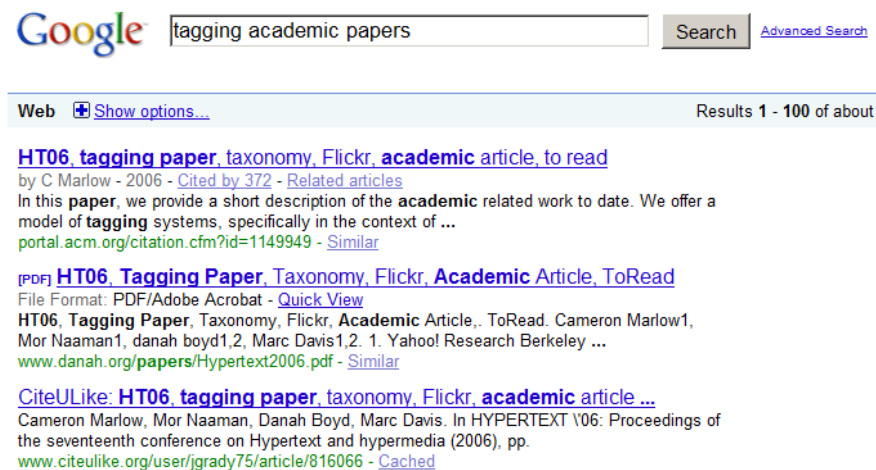 Google tagging academic papers Search Advanced Search
Web Show options... Results 1 - 100 of about
HT06, tagging paper, taxonomy, Flickr, academic article, to read
by C Marlow - 2006 - Cited by 372 - Related articles
In this paper, we provide a short description of the academic related work to date. We offer a
model of tagging systems, specifically in the context of ...
portal.acm.org/citation.cfm?id=1149949 - Similar
[PDF] HT06, Tagging Paper, Taxonomy, Flickr, Academic Article, ToRead
File Format: PDF/Adobe Acrobat - Quick View
HT06, Tagging Paper, Taxonomy, Flickr, Academic Article,. ToRead. Cameron Marlow1,
Mor Naaman1, danah boyd1,2, Marc Davis1,2. 1. Yahoo! Research Berkeley ...
www.danah.org/papers/Hypertext2006.pdf - Similar
CiteULike: HT06, tagging paper, taxonomy, Flickr, academic article ...
Cameron Marlow, Mor Naaman, Danah Boyd, Marc Davis. In HYPERTEXT \'06: Proceedings of
the seventeenth conference on Hypertext and hypermedia (2006), pp.
www.citeulike.org/user/jgrady75/article/816066 - Cached